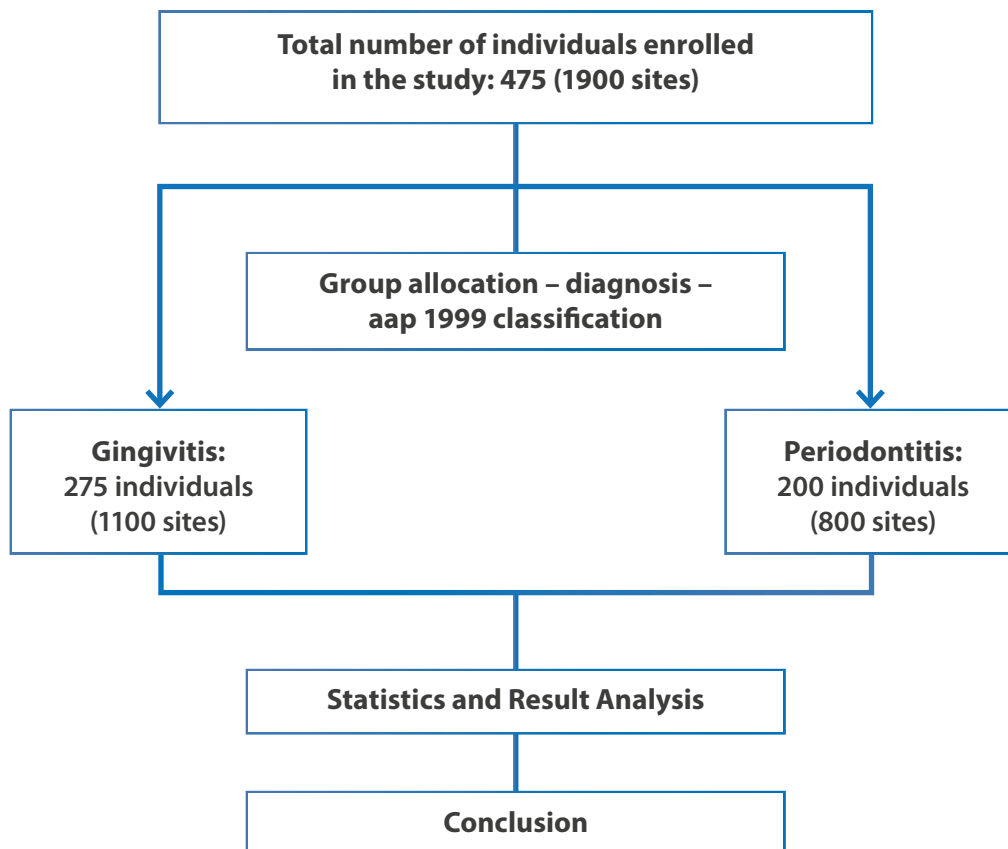 Total number of individuals enrolled
in the study: 475 (1900 sites)
Group allocation – diagnosis –
aap 1999 classification
Gingivitis:
275 individuals
(1100 sites)
Periodontitis:
200 individuals
(800 sites)
Statistics and Result Analysis
Conclusion